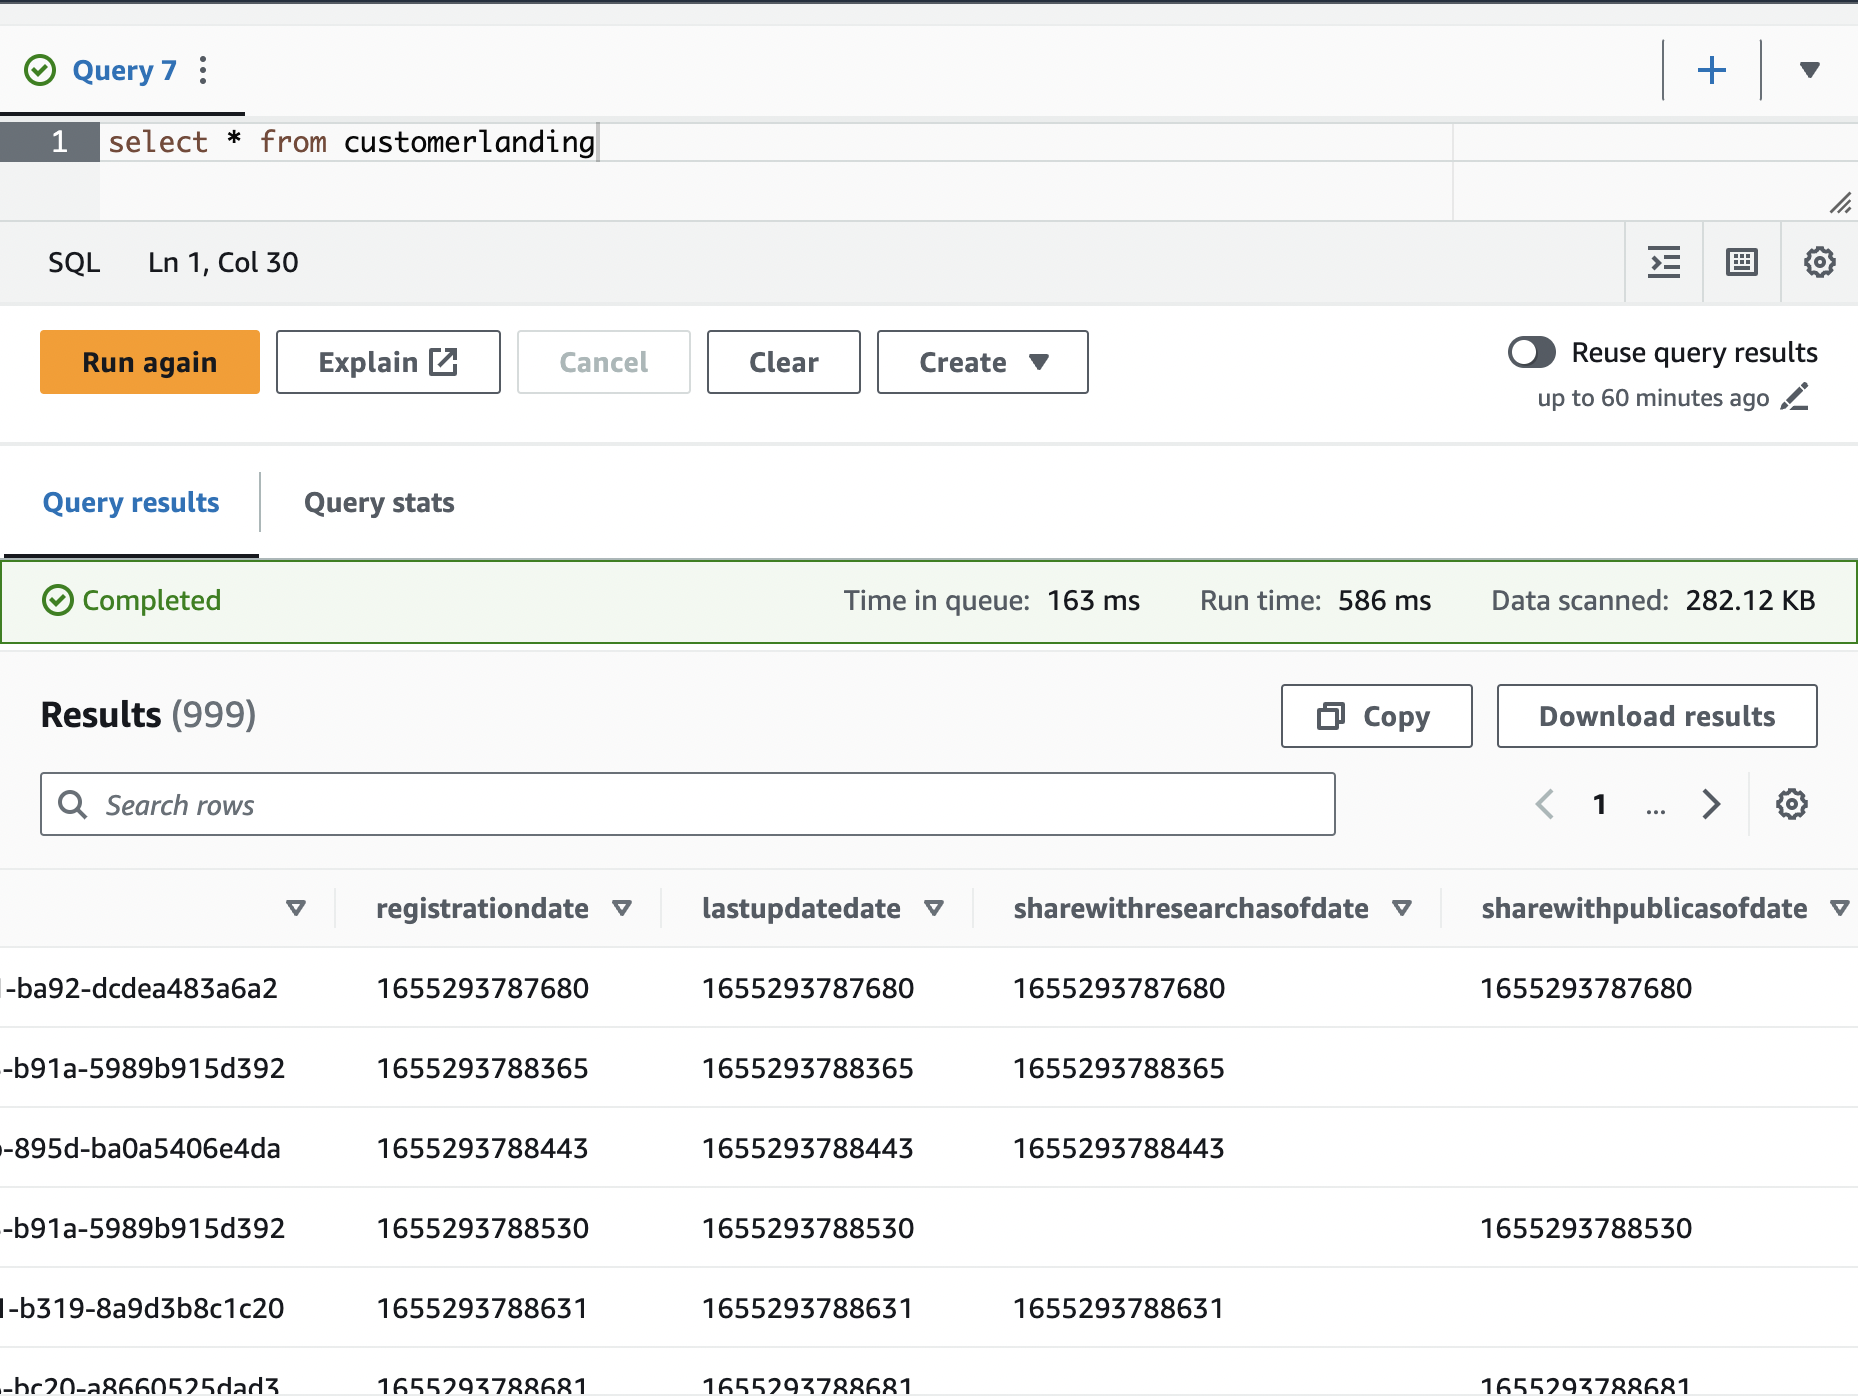 Query 7
1 select * from customerlanding
SQL Ln 1, Col 30
Run again Explain Cancel Clear Create Reuse query results
up to 60 minutes ago
Query results Query stats
Completed Time in queue: 163 ms Run time: 586 ms Data scanned: 282.12 KB
Results (999) Copy Download results
Search rows 1 ...
registrationdate lastupdatedate sharewithresearchasofdate sharewithpublicasofdate
-ba92-dcdea483a6a2 1655293787680 1655293787680 1655293787680 1655293787680
-b91a-5989b915d392 1655293788365 1655293788365 1655293788365
-895d-ba0a5406e4da 1655293788443 1655293788443 1655293788443
-b91a-5989b915d392 1655293788530 1655293788530 1655293788530
-b319-8a9d3b8c1c20 1655293788631 1655293788631 1655293788631
-bc20-a8660525dad3 1655293788681 1655293788681 1655293788681